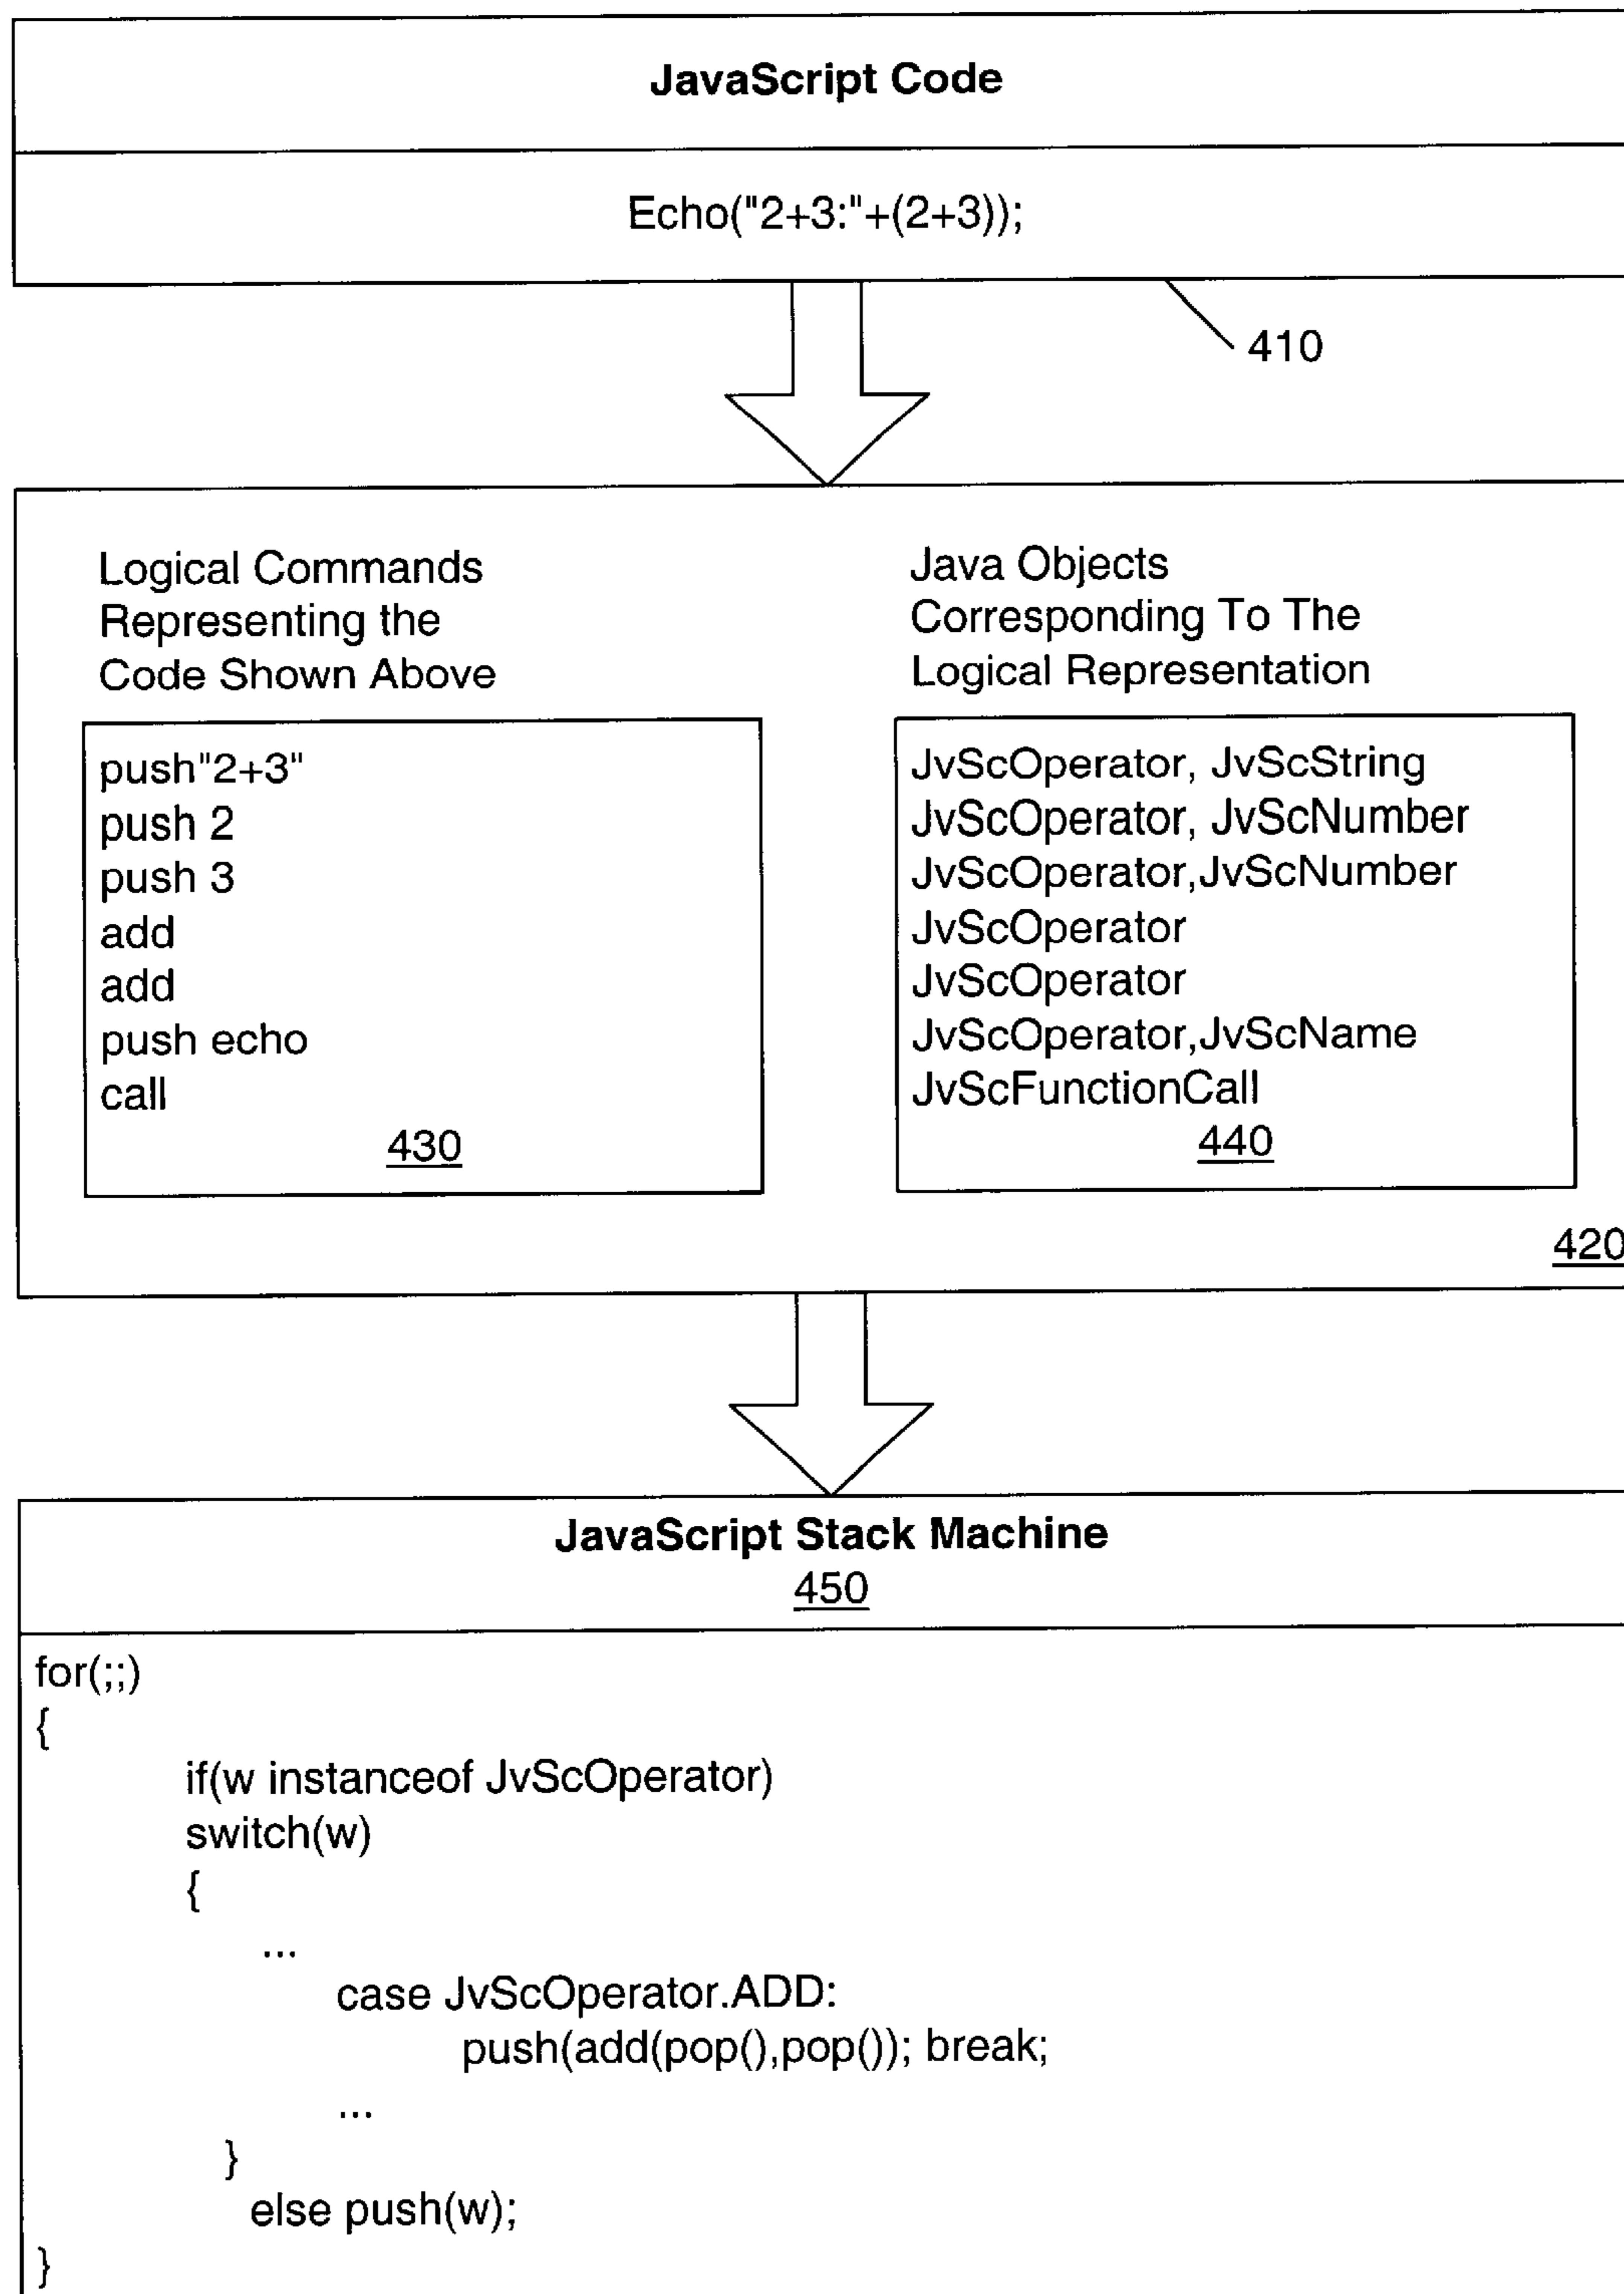 JavaScript Code
Echo("2+3:"+(2+3));
410
Logical Commands
Representing the
Code Shown Above
push"2+3"
push 2
push 3
add
add
push echo
call
430
Java Objects
Corresponding To The
Logical Representation
JvScOperator, JvScString
JvScOperator, JvScNumber
JvScOperator,JvScNumber
JvScOperator
JvScOperator
JvScOperator,JvScName
JvScFunctionCall
440
420
JavaScript Stack Machine
450
for(;;)
{
if(w instanceof JvScOperator)
switch(w)
{
...
case JvScOperator.ADD:
push(add(pop(),pop()); break;
...
}
else push(w);
}